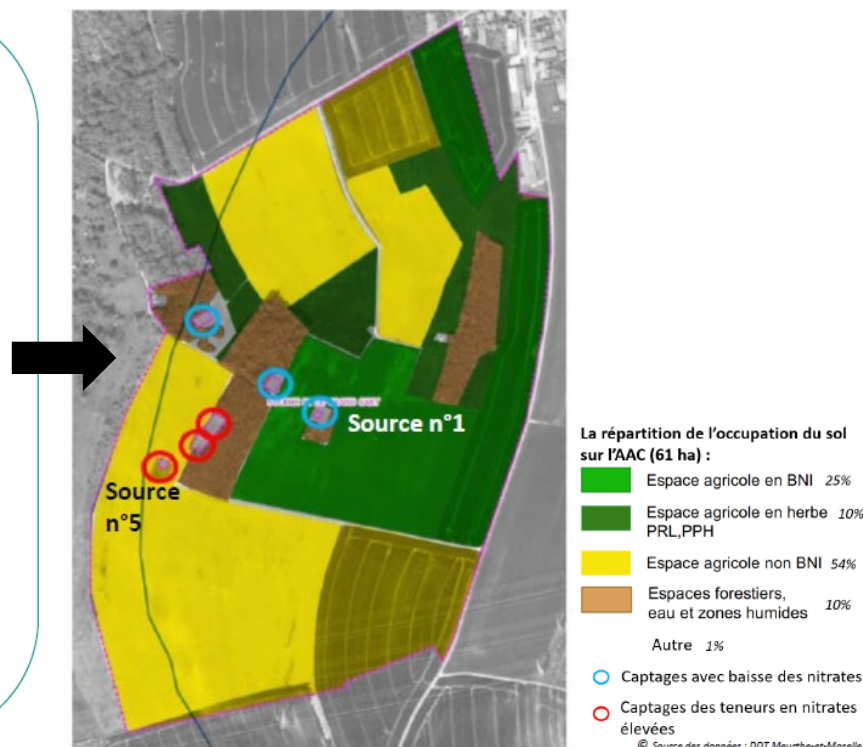 Source n°1
Source
n°5
La répartition de l'occupation du sol
sur l'AAC (61 ha) :
Espace agricole en BNI 25%
Espace agricole en herbe 10%
PRL,PPH
Espace agricole non BNI 54%
Espaces forestiers, 10%
eau et zones humides
Autre 1%
Captages avec baisse des nitrates
Captages des teneurs en nitrates
élevées
© Source des données : DDT Meurthe-et-Moselle